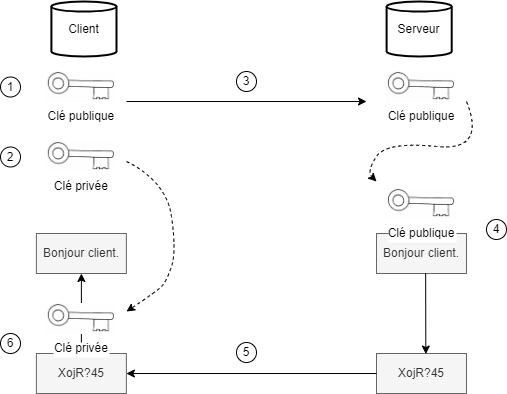 Client
Serveur
1
3
Clé publique
Clé publique
2
Clé privée
Clé publique
4
Bonjour client.
Bonjour client.
6
Clé privée
5
XojR?45
XojR?45